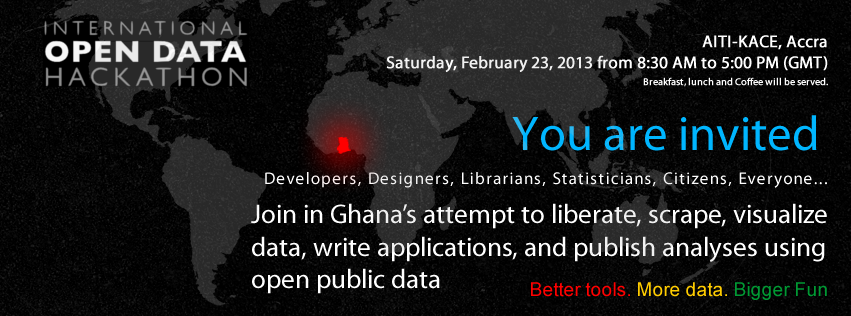 INTERNATIONAL
OPEN DATA
HACKATHON
AITI-KACE, Accra
Saturday, February 23, 2013 from 8:30 AM to 5:00 PM (GMT)
Breakfast, lunch and Coffee will be served.
You are invited
Developers, Designers, Librarians, Statisticians, Citizens, Everyone...
Join in Ghana's attempt to liberate, scrape, visualize
data, write applications, and publish analyses using
open public data
Better tools. More data. Bigger Fun